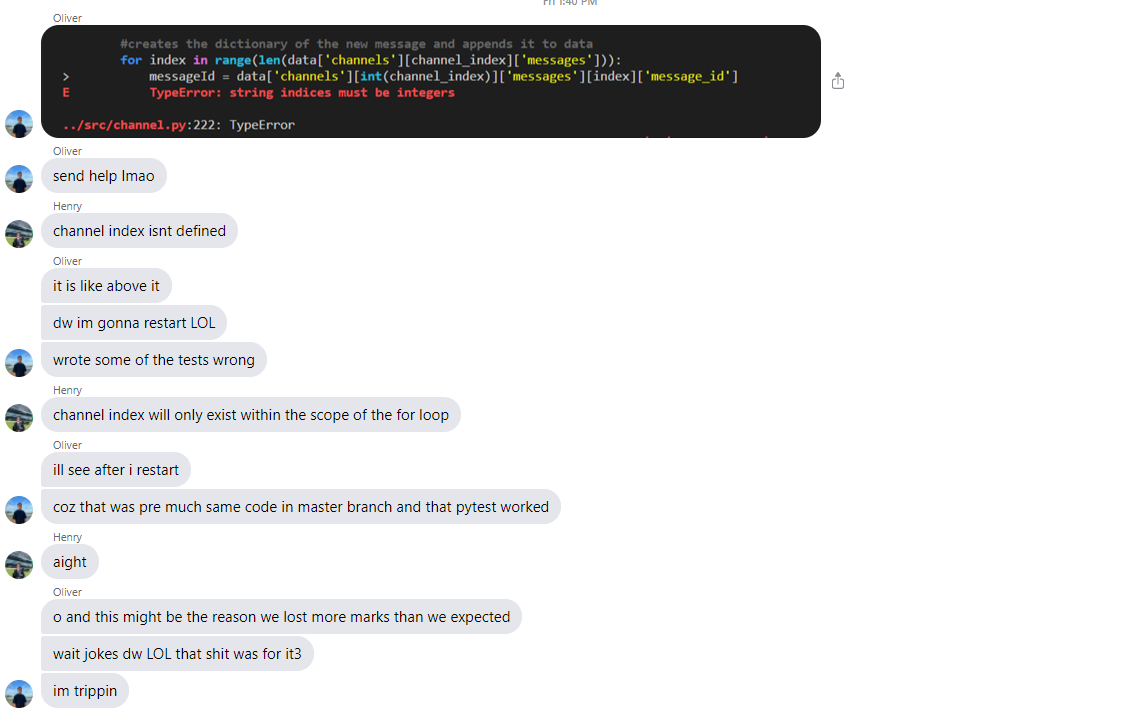 Fri 1:40 PM
Oliver
#creates the dictionary of the new message and appends it to data
for index in range(len(data['channels'][channel_index]['messages'])):
> messageId = data['channels'][int(channel_index)]['messages'][index]['message_id']
E TypeError: string indices must be integers
../src/channel.py:222: TypeError
Oliver
send help lmao
Henry
channel index isnt defined
Oliver
it is like above it
dw im gonna restart LOL
wrote some of the tests wrong
Henry
channel index will only exist within the scope of the for loop
Oliver
ill see after i restart
coz that was pre much same code in master branch and that pytest worked
Henry
aight
Oliver
o and this might be the reason we lost more marks than we expected
wait jokes dw LOL that shit was for it3
im trippin